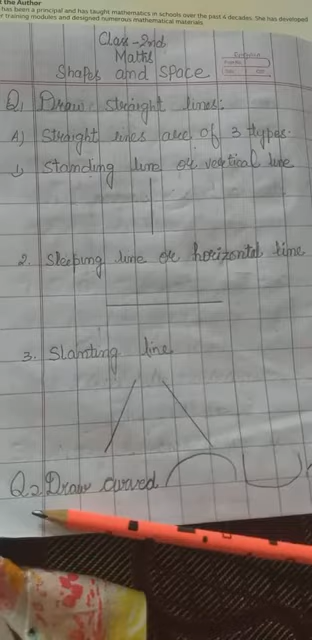 the Author
has been a principal and has taught mathematics in schools over the past 4 decades. She has developed
r training modules and designed numerous mathematical materials.
Class-2nd
Maths
Shapes and Space
Q1 Draw straight lines:
A) Straight lines are of 3 types.
1) Standing line or vertical line
2. Sleeping line or horizontal line
3. Slanting line
Q2. Draw curved